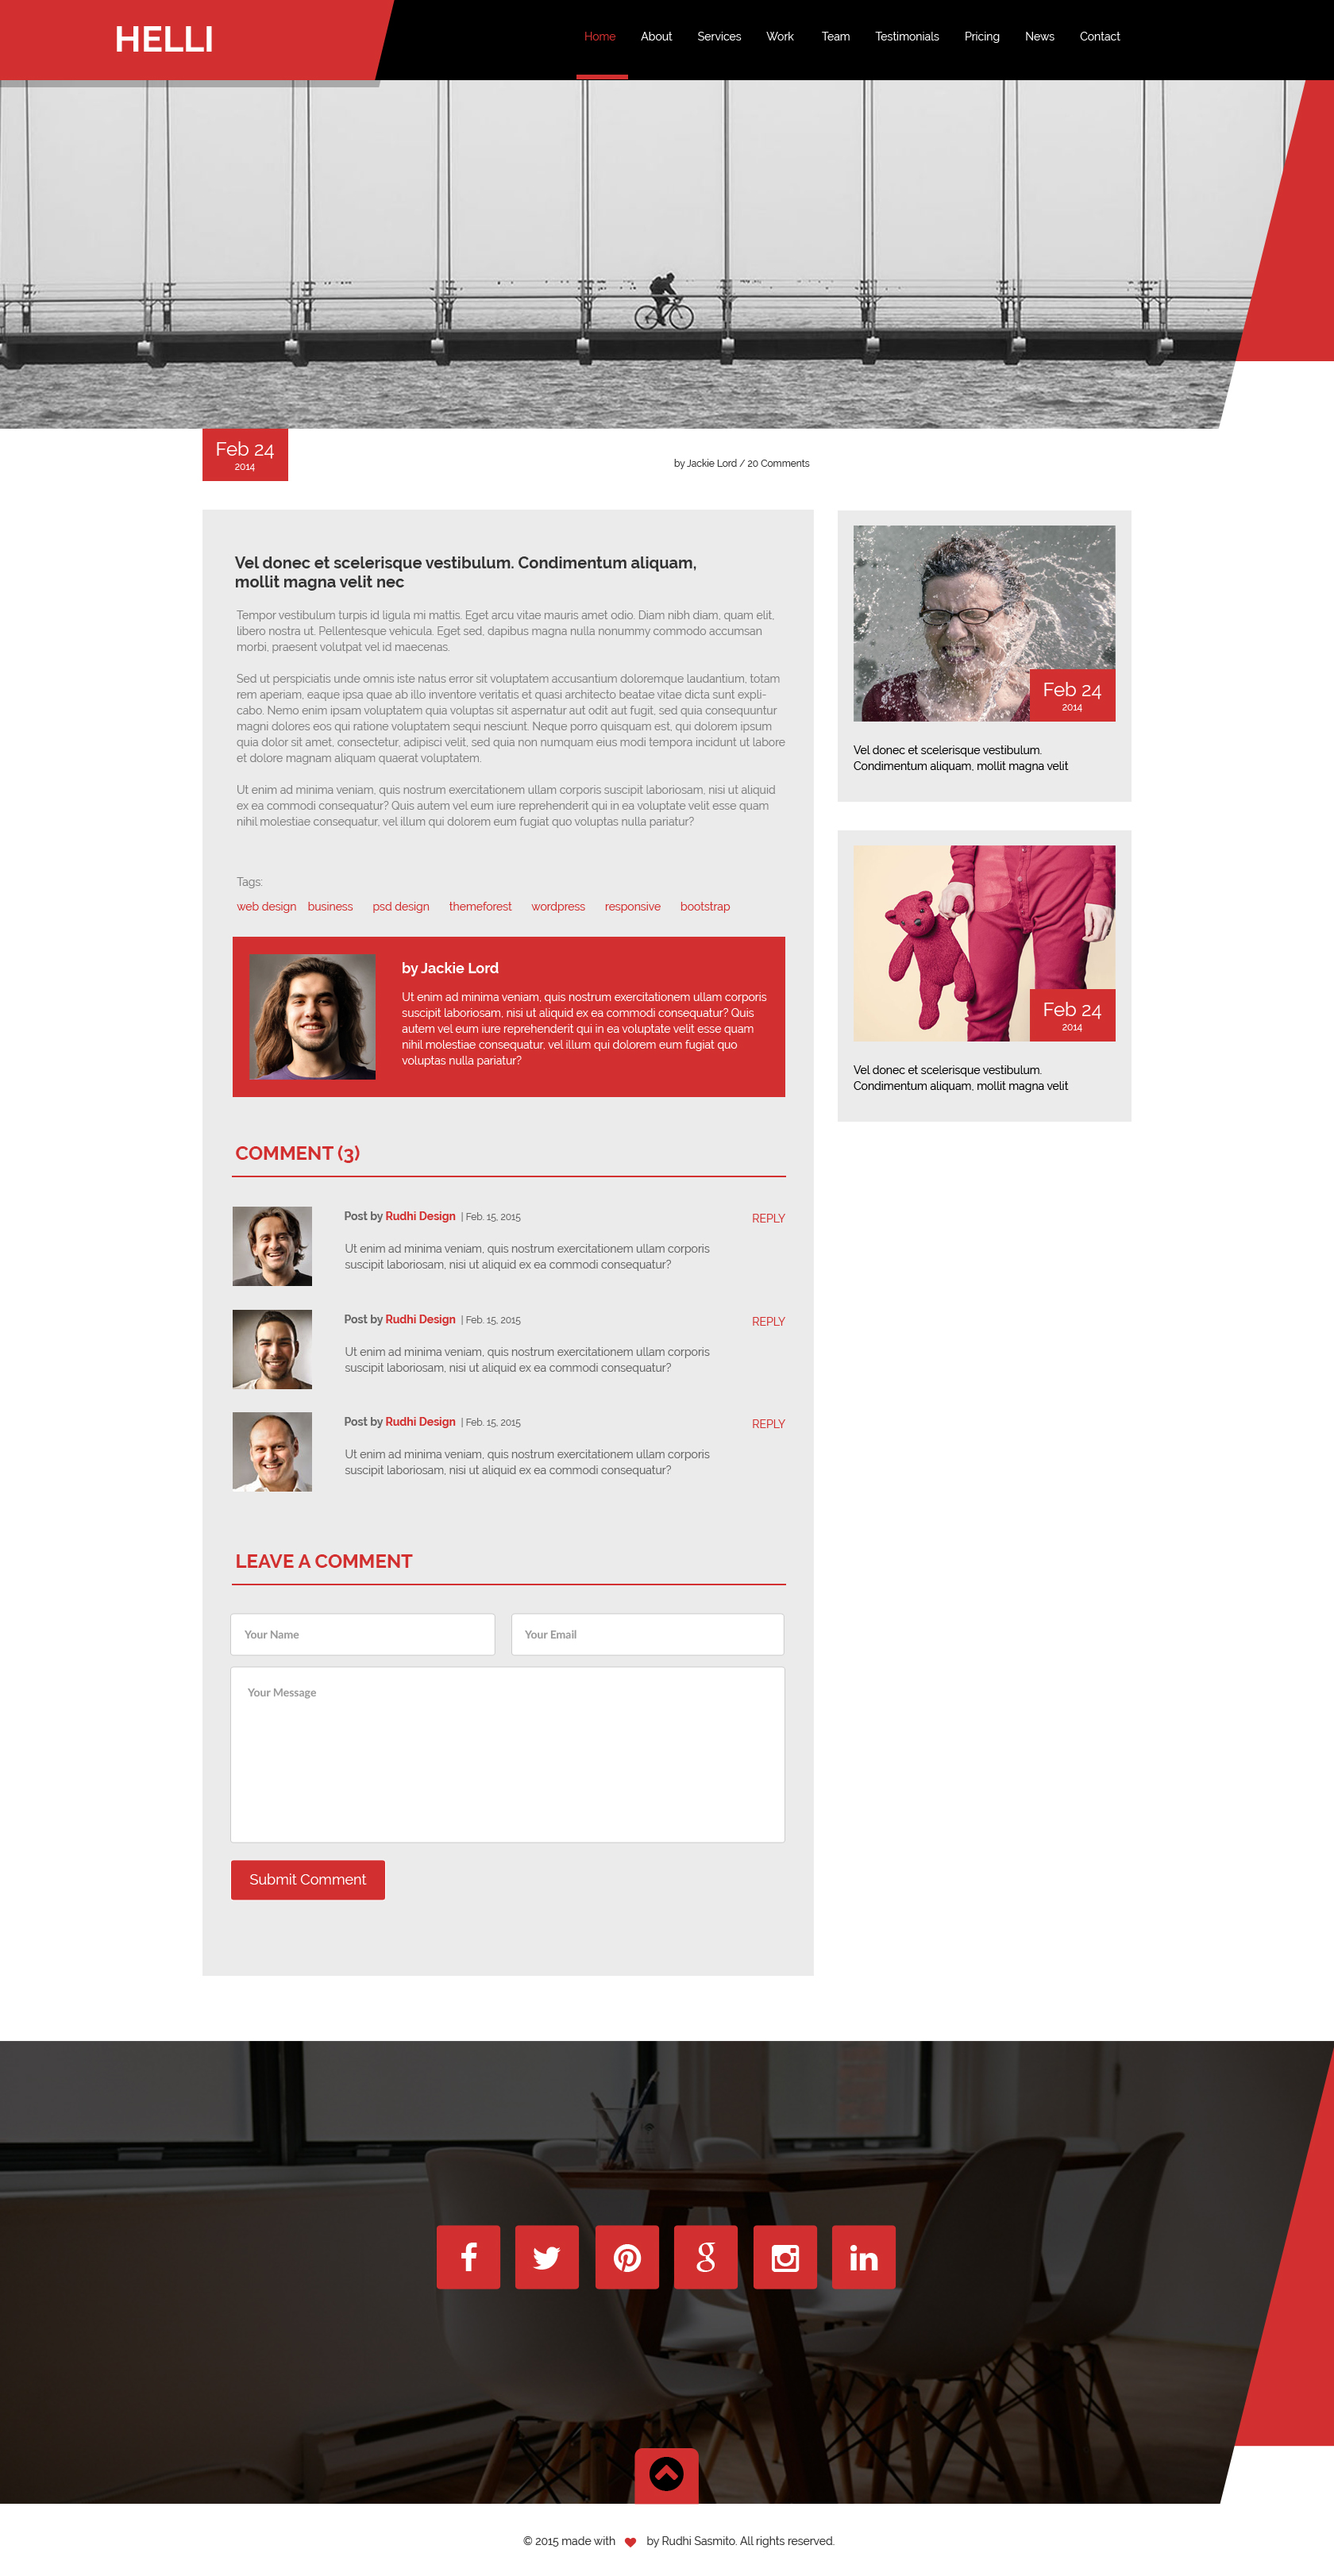 HELLI
Home About Services Work Team Testimonials Pricing News Contact
Feb 24
2014
by Jackie Lord / 20 Comments
Vel donec et scelerisque vestibulum. Condimentum aliquam,
mollit magna velit nec
Tempor vestibulum turpis id ligula mi mattis. Eget arcu vitae mauris amet odio. Diam nibh diam, quam elit,
libero nostra ut. Pellentesque vehicula. Eget sed, dapibus magna nulla nonummy commodo accumsan
morbi, praesent volutpat vel id maecenas.
Sed ut perspiciatis unde omnis iste natus error sit voluptatem accusantium doloremque laudantium, totam
rem aperiam, eaque ipsa quae ab illo inventore veritatis et quasi architecto beatae vitae dicta sunt expli-
cabo. Nemo enim ipsam voluptatem quia voluptas sit aspernatur aut odit aut fugit, sed quia consequuntur
magni dolores eos qui ratione voluptatem sequi nesciunt. Neque porro quisquam est, qui dolorem ipsum
quia dolor sit amet, consectetur, adipisci velit, sed quia non numquam eius modi tempora incidunt ut labore
et dolore magnam aliquam quaerat voluptatem.
Ut enim ad minima veniam, quis nostrum exercitationem ullam corporis suscipit laboriosam, nisi ut aliquid
ex ea commodi consequatur? Quis autem vel eum iure reprehenderit qui in ea voluptate velit esse quam
nihil molestiae consequatur, vel illum qui dolorem eum fugiat quo voluptas nulla pariatur?
Tags:
web design business psd design themeforest wordpress responsive bootstrap
by Jackie Lord
Ut enim ad minima veniam, quis nostrum exercitationem ullam corporis
suscipit laboriosam, nisi ut aliquid ex ea commodi consequatur? Quis
autem vel eum iure reprehenderit qui in ea voluptate velit esse quam
nihil molestiae consequatur, vel illum qui dolorem eum fugiat quo
voluptas nulla pariatur?
COMMENT (3)
Post by Rudhi Design | Feb. 15, 2015
REPLY
Ut enim ad minima veniam, quis nostrum exercitationem ullam corporis
suscipit laboriosam, nisi ut aliquid ex ea commodi consequatur?
Post by Rudhi Design | Feb. 15, 2015
REPLY
Ut enim ad minima veniam, quis nostrum exercitationem ullam corporis
suscipit laboriosam, nisi ut aliquid ex ea commodi consequatur?
Post by Rudhi Design | Feb. 15, 2015
REPLY
Ut enim ad minima veniam, quis nostrum exercitationem ullam corporis
suscipit laboriosam, nisi ut aliquid ex ea commodi consequatur?
LEAVE A COMMENT
Your Name
Your Email
Your Message
Submit Comment
Feb 24
2014
Vel donec et scelerisque vestibulum.
Condimentum aliquam, mollit magna velit
Feb 24
2014
Vel donec et scelerisque vestibulum.
Condimentum aliquam, mollit magna velit
© 2015 made with by Rudhi Sasmito. All rights reserved.